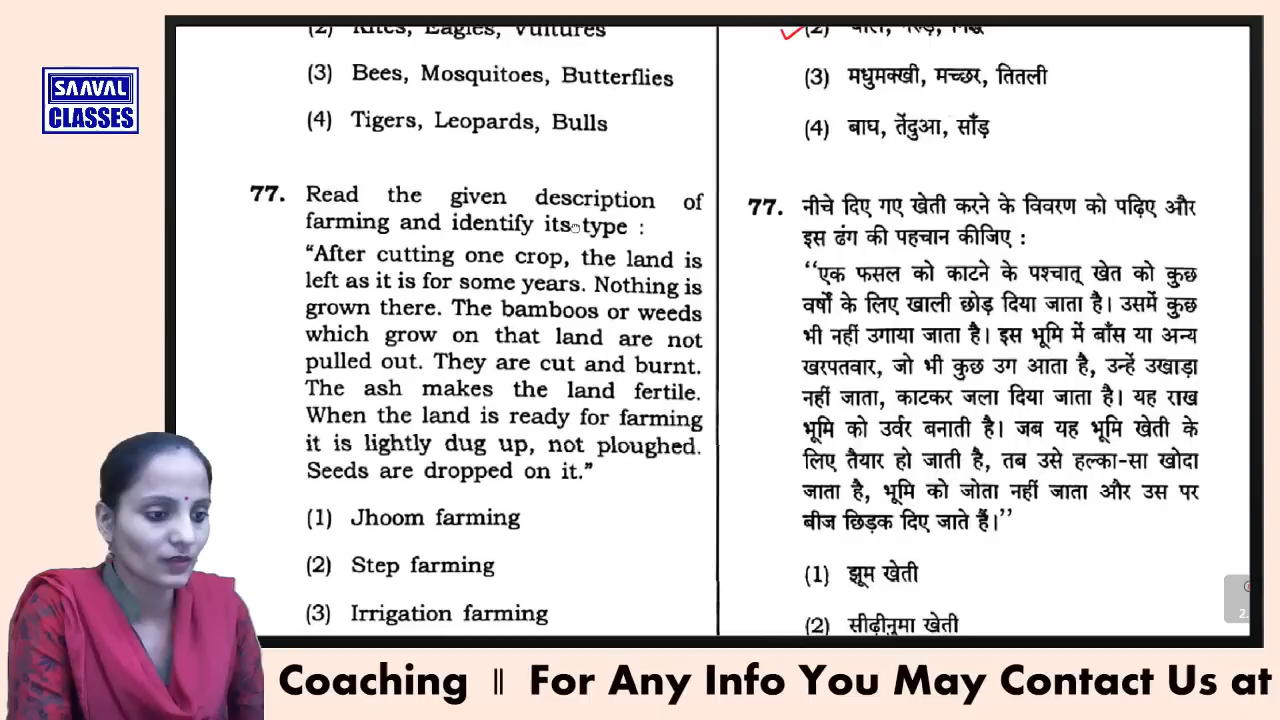 SAAVAL
CLASSES
(2) Kites, Eagles, Vultures
(3) Bees, Mosquitoes, Butterflies
(4) Tigers, Leopards, Bulls
77. Read the given description of
farming and identify its type :
“After cutting one crop, the land is
left as it is for some years. Nothing is
grown there. The bamboos or weeds
which grow on that land are not
pulled out. They are cut and burnt.
The ash makes the land fertile.
When the land is ready for farming
it is lightly dug up, not ploughed.
Seeds are dropped on it.”
(1) Jhoom farming
(2) Step farming
(3) Irrigation farming
(2)
(3) मधुमक्खी, मच्छर, तितली
(4) बाघ, तेंदुआ, साँड़
77. नीचे दिए गए खेती करने के विवरण को पढ़िए और
इस ढंग की पहचान कीजिए :
‘‘एक फसल को काटने के पश्चात् खेत को कुछ
वर्षों के लिए खाली छोड़ दिया जाता है। उसमें कुछ
भी नहीं उगाया जाता है। इस भूमि में बाँस या अन्य
खरपतवार, जो भी कुछ उग आता है, उन्हें उखाड़ा
नहीं जाता, काटकर जला दिया जाता है। यह राख
भूमि को उर्वर बनाती है। जब यह भूमि खेती के
लिए तैयार हो जाती है, तब उसे हल्का-सा खोदा
जाता है, भूमि को जोता नहीं जाता और उस पर
बीज छिड़क दिए जाते हैं।’’
(1) झूम खेती
(2) सीढ़ीनुमा खेती
Coaching || For Any Info You May Contact Us at